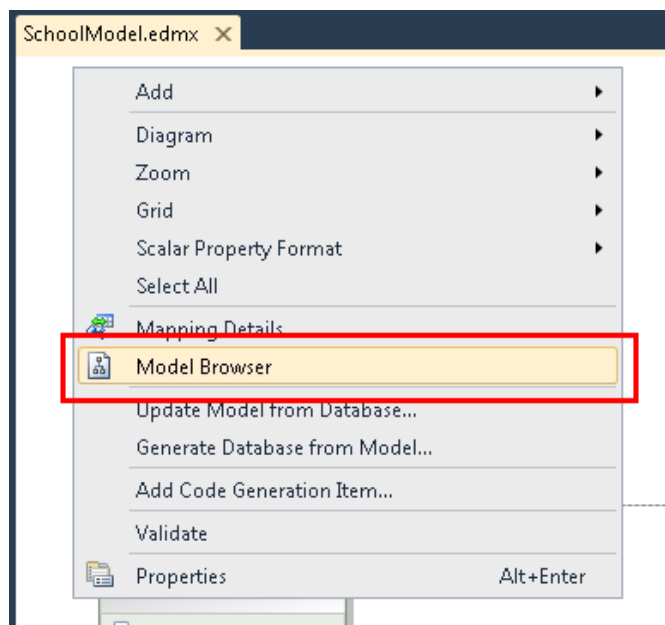 SchoolModel.edmx
Add
Diagram
Zoom
Grid
Scalar Property Format
Select All
Mapping Details
Model Browser
Update Model from Database...
Generate Database from Model...
Add Code Generation Item...
Validate
Properties Alt+Enter